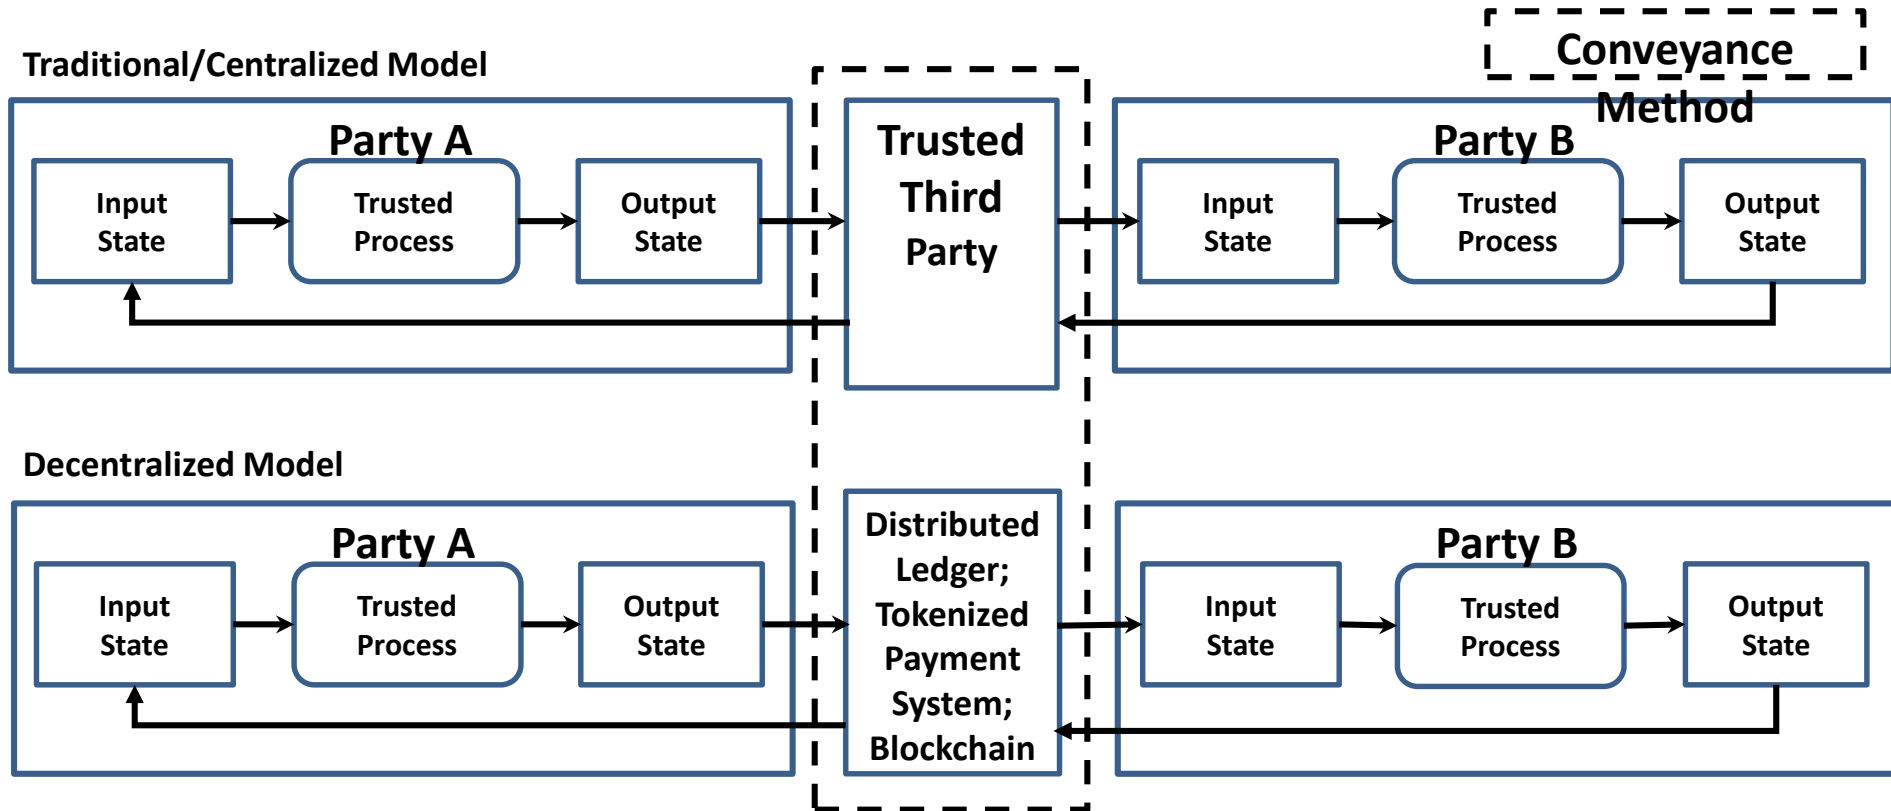 Conveyance
Method
Traditional/Centralized Model
Party A
Input
State
Trusted
Process
Output
State
Trusted
Third
Party
Party B
Input
State
Trusted
Process
Output
State
Decentralized Model
Party A
Input
State
Trusted
Process
Output
State
Distributed
Ledger;
Tokenized
Payment
System;
Blockchain
Party B
Input
State
Trusted
Process
Output
State